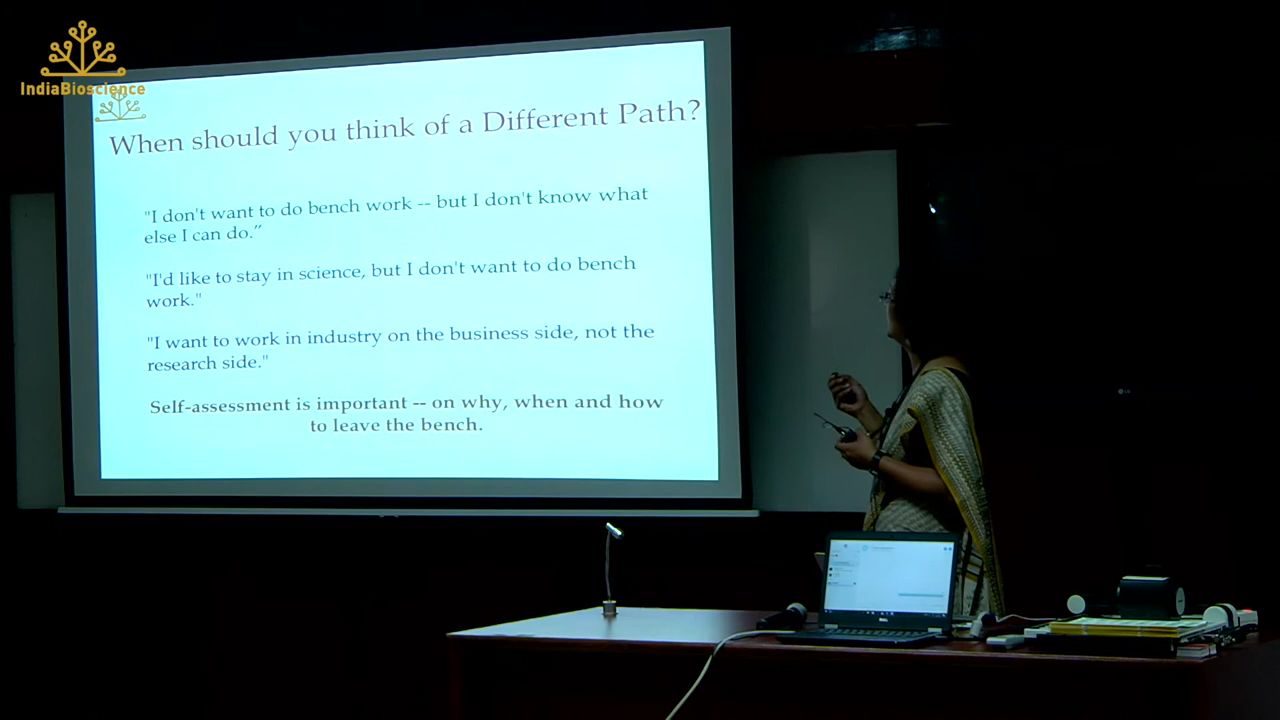 IndiaBioscience
When should you think of a Different Path?
"I don't want to do bench work -- but I don't know what
else I can do.”
"I'd like to stay in science, but I don't want to do bench
work."
"I want to work in industry on the business side, not the
research side."
Self-assessment is important -- on why, when and how
to leave the bench.
DELL
LG